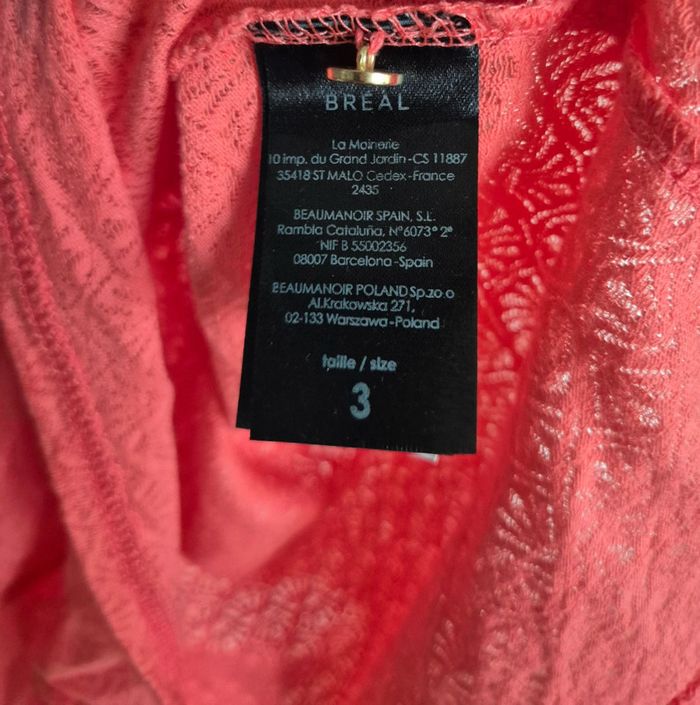 BRÉAL
La Moinerie
10 imp. du Grand Jardin-CS 11887
35418 ST MALO Cedex-France
2435
BEAUMANOIR SPAIN, S.L.
Rambla Cataluña, N°6073° 2ª
NIF B 55002356
08007 Barcelona-Spain
BEAUMANOIR POLAND Sp.zo.o
Al.Krakowska 271,
02-133 Warszawa-Poland
taille / size
3